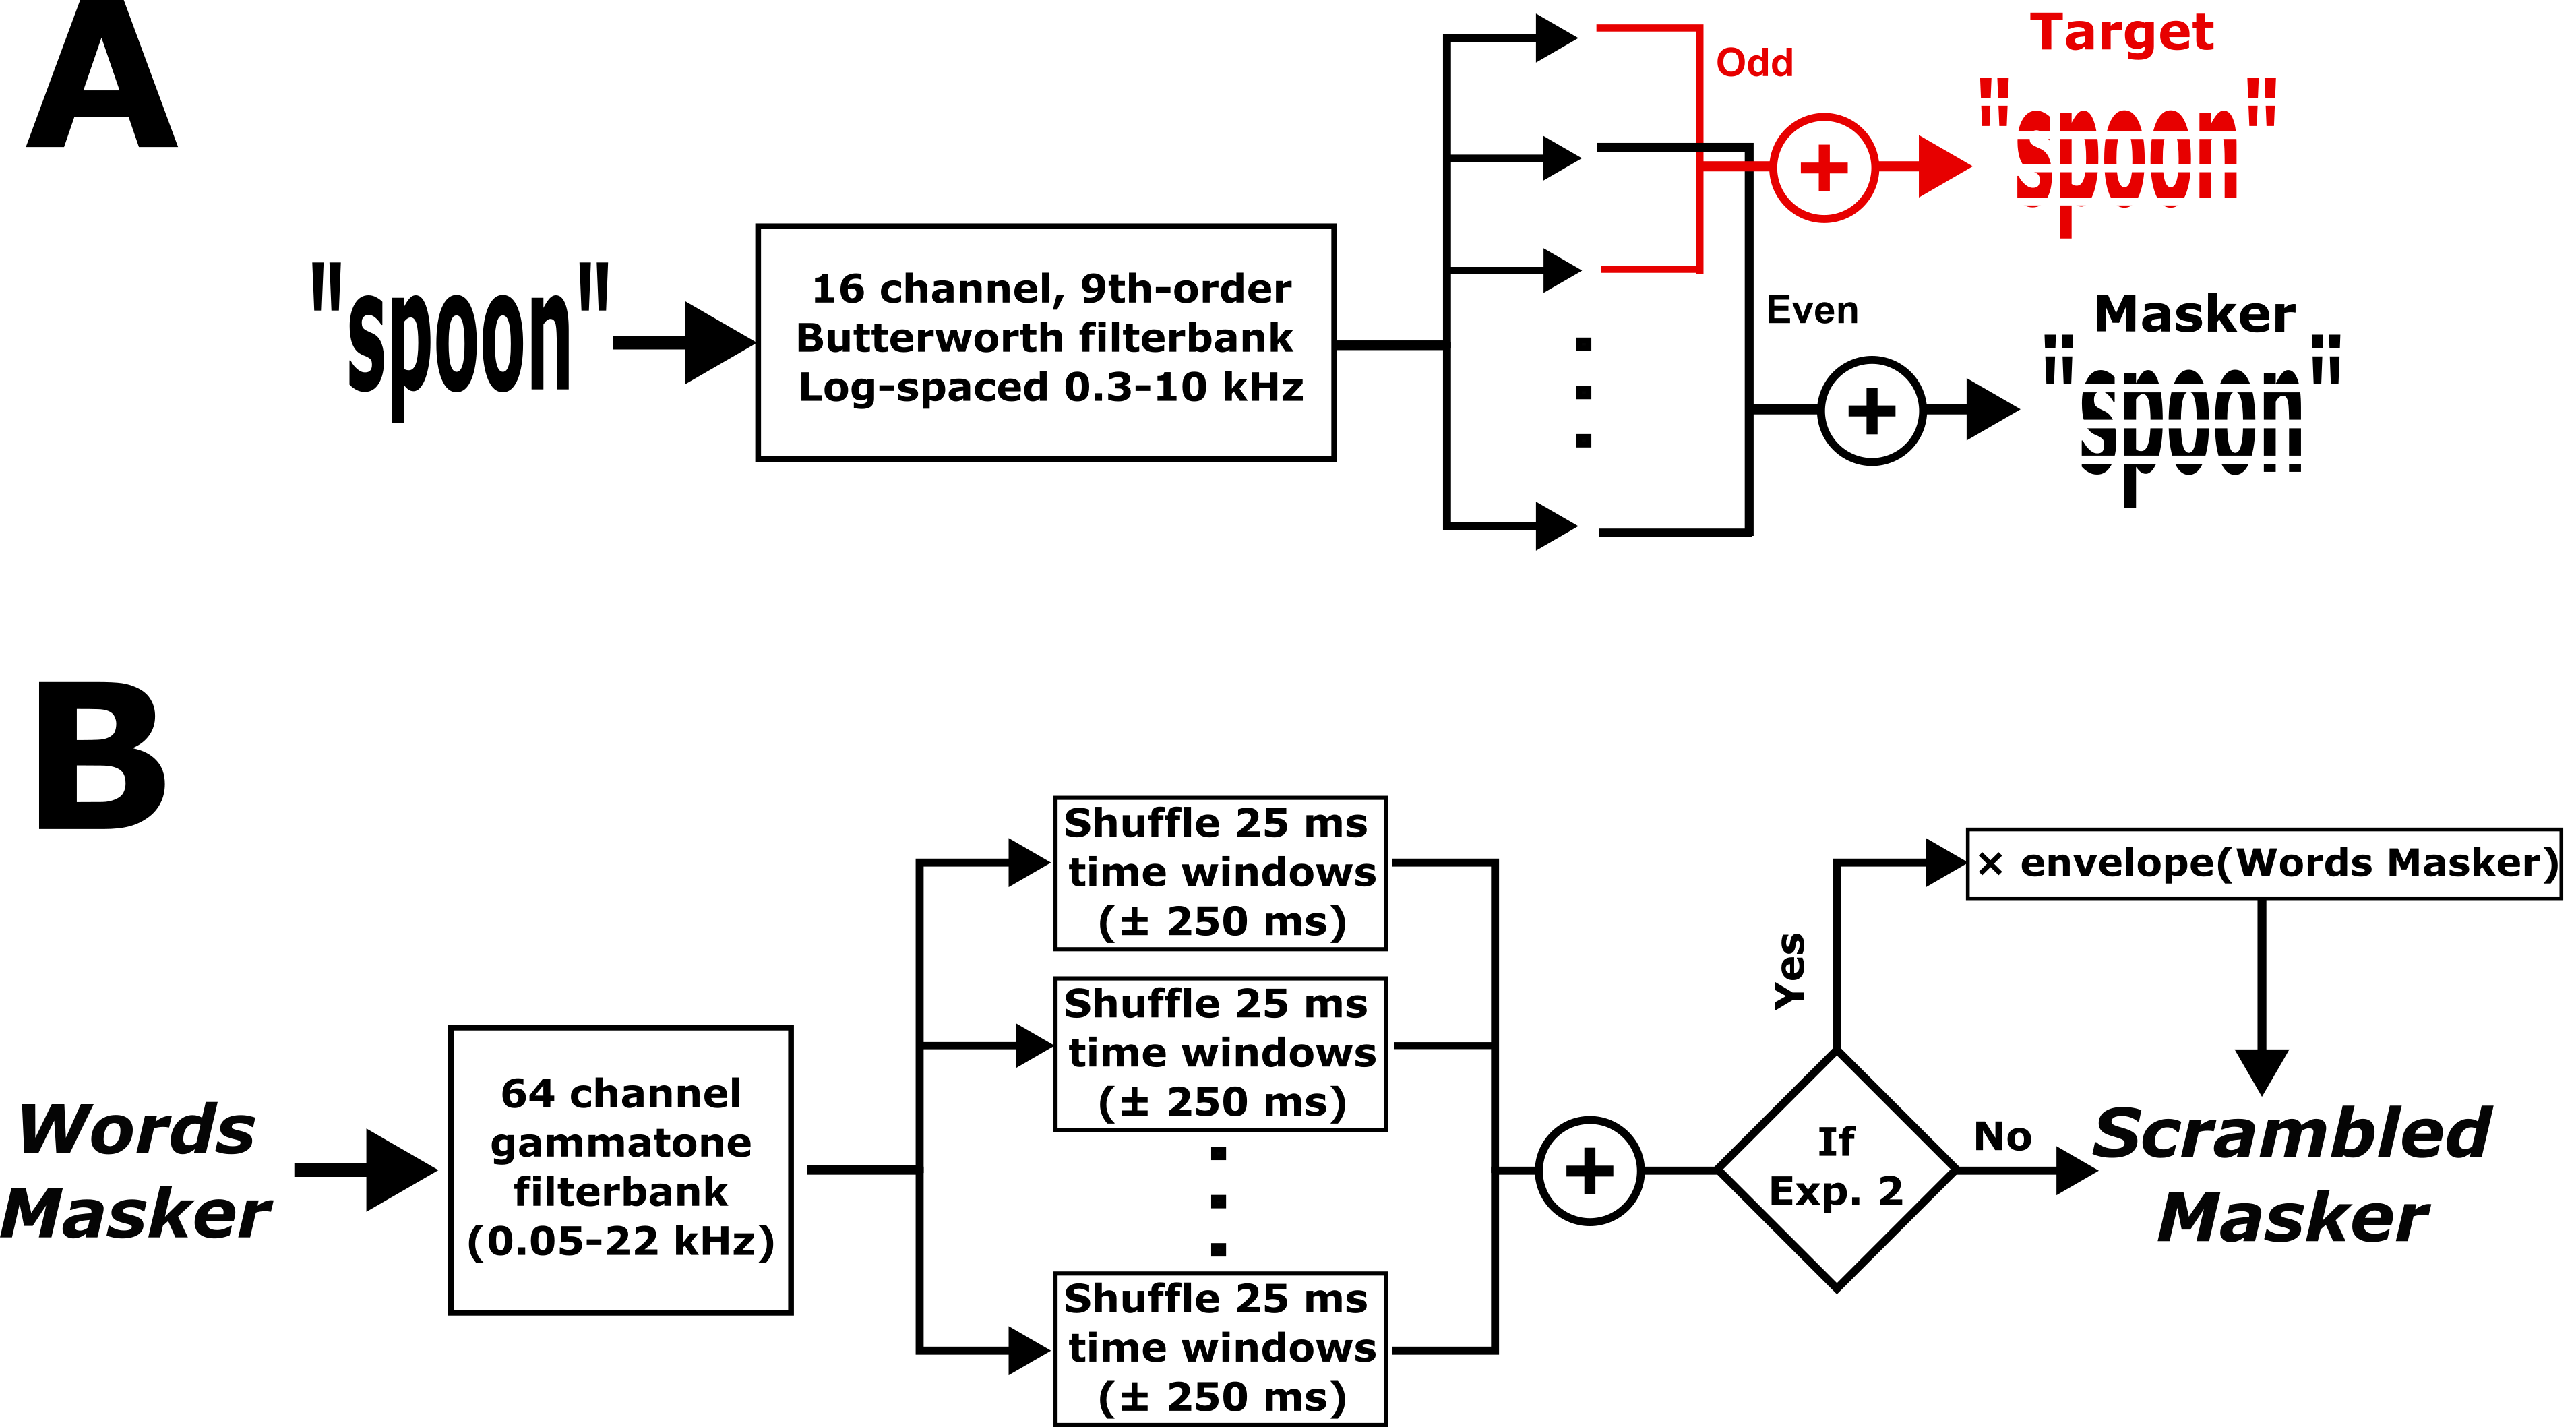 A
"spoon"
16 channel, 9th-order
Butterworth filterbank
Log-spaced 0.3-10 kHz
Odd
+
Target
"spoon"
Even
+
Masker
"spoon"
B
Words
Masker
64 channel
gammatone
filterbank
(0.05-22 kHz)
Shuffle 25 ms
time windows
(± 250 ms)
Shuffle 25 ms
time windows
(± 250 ms)
Shuffle 25 ms
time windows
(± 250 ms)
+
If
Exp. 2
Yes
× envelope(Words Masker)
No
Scrambled
Masker